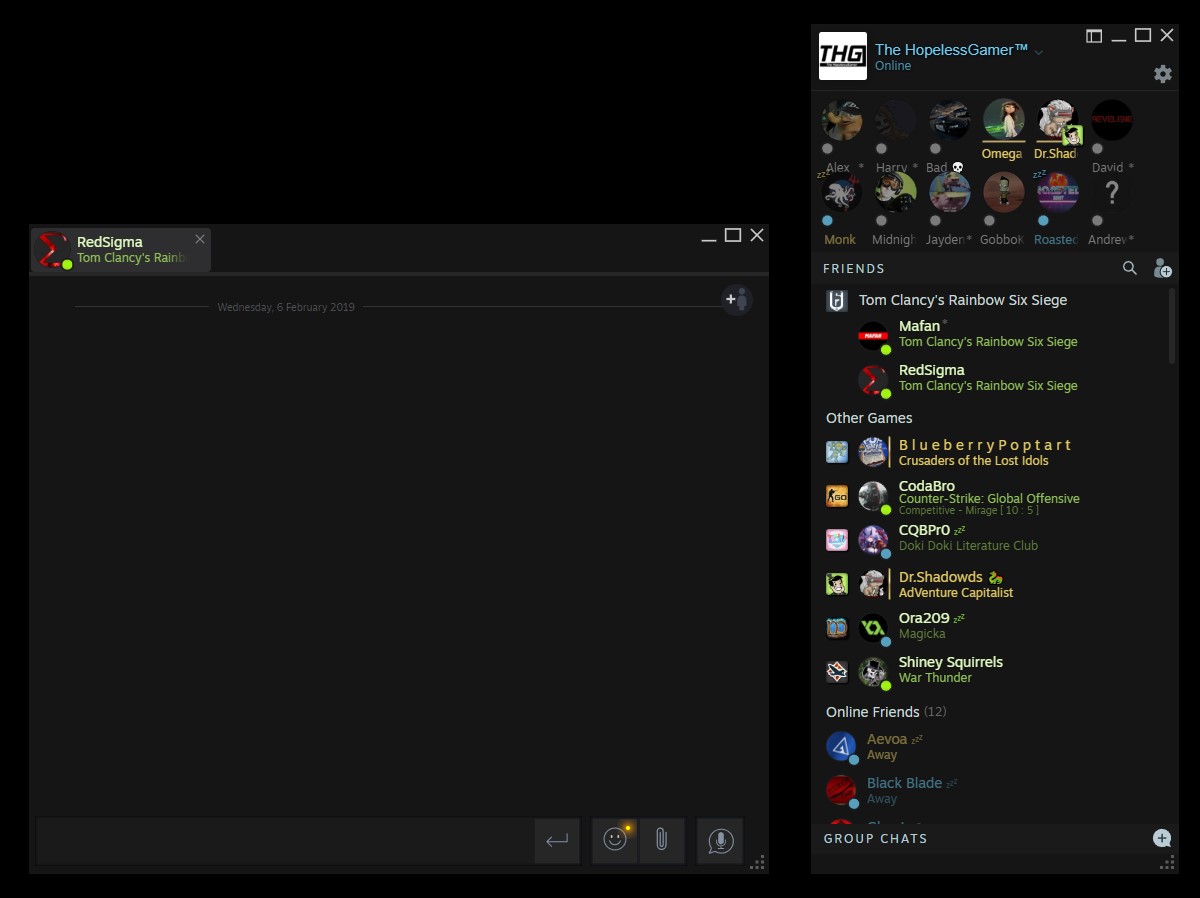 RedSigma
Tom Clancy's Rainb
Wednesday, 6 February 2019
THG
The HopelessGamer™
Online
Alex *
Harry *
Bad
Omega
Dr.Shad
David *
zzz
Monk
Midnigh
Jayden*
Gobbok
zzz
Roasted
?
Andrev*
FRIENDS
Tom Clancy's Rainbow Six Siege
Mafan *
Tom Clancy's Rainbow Six Siege
RedSigma
Tom Clancy's Rainbow Six Siege
Other Games
B l u e b e r r y P o p t a r t
Crusaders of the Lost Idols
CodaBro
Counter-Strike: Global Offensive
Competitive - Mirage [ 10 : 5 ]
CQBPr0 zzz
Doki Doki Literature Club
Dr.Shadowds 🐉
AdVenture Capitalist
Ora209 zzz
Magicka
Shiney Squirrels
War Thunder
Online Friends (12)
Aevoa zzz
Away
Black Blade zzz
Away
GROUP CHATS